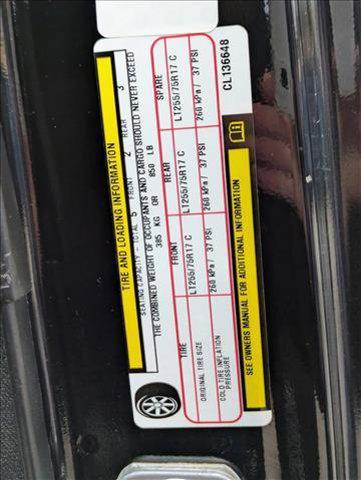 TIRE AND LOADING INFORMATION
SEATING CAPACITY - TOTAL 5 FRONT 2 REAR 3
THE COMBINED WEIGHT OF OCCUPANTS AND CARGO SHOULD NEVER EXCEED
385 KG OR 850 LB
TIRE FRONT REAR SPARE
ORIGINAL TIRE SIZE LT255/75R17 C LT255/75R17 C LT255/75R17 C
COLD TIRE INFLATION PRESSURE 260 kPa/ 37 PSI 260 kPa/ 37 PSI 260 kPa/ 37 PSI
SEE OWNERS MANUAL FOR ADDITIONAL INFORMATION
CL136648